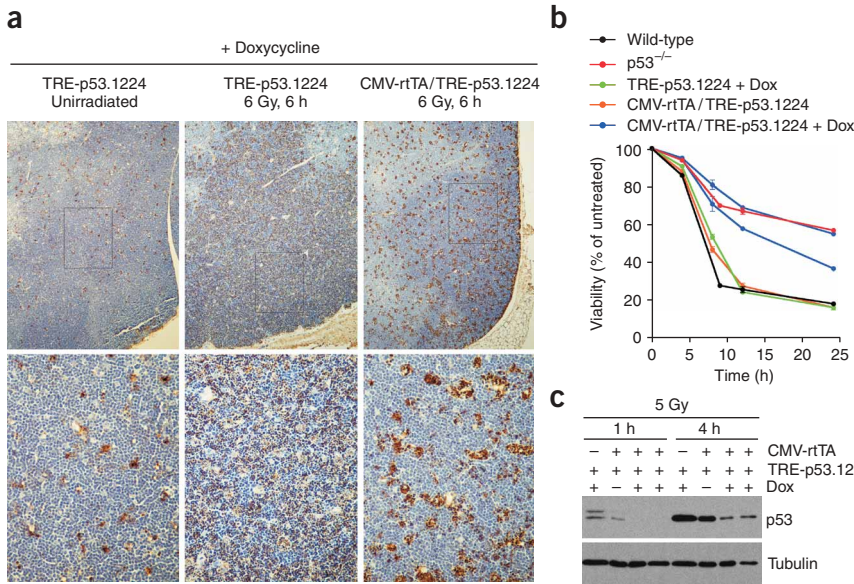 a
+ Doxycycline
TRE-p53.1224
Unirradiated
TRE-p53.1224
6 Gy, 6 h
CMV-rtTA/TRE-p53.1224
6 Gy, 6 h
b
Wild-type
p53−/−
TRE-p53.1224 + Dox
CMV-rtTA/TRE-p53.1224
CMV-rtTA/TRE-p53.1224 + Dox
Viability (% of untreated)
100
80
60
40
20
0
0 5 10 15 20 25
Time (h)
c
5 Gy
1 h 4 h
− + + + − + + + CMV-rtTA
+ + + + + + + + TRE-p53.12
+ − + + + − + + Dox
p53
Tubulin